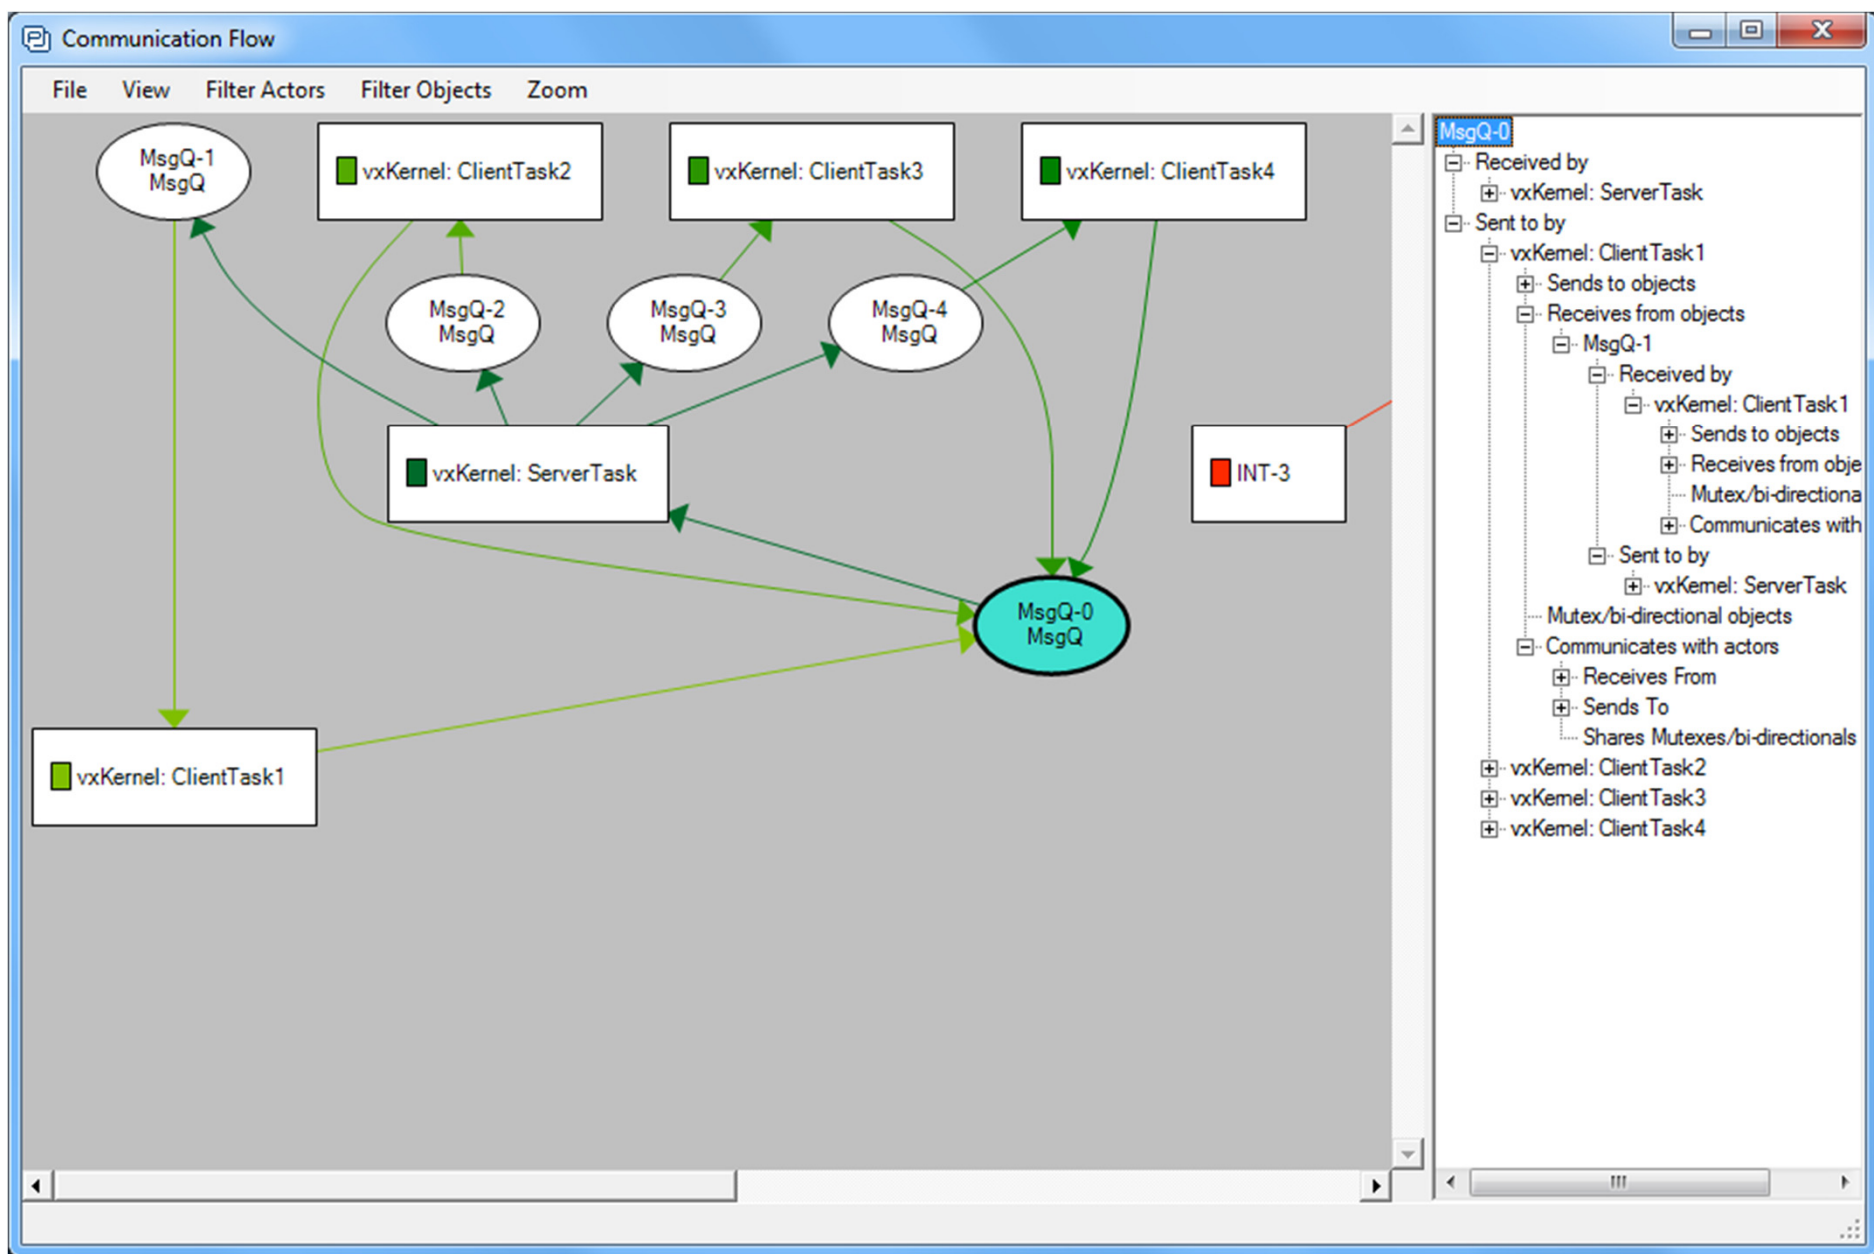 Communication Flow
File View Filter Actors Filter Objects Zoom
MsgQ-1
MsgQ
vxKernel: ClientTask2
vxKernel: ClientTask3
vxKernel: ClientTask4
MsgQ-2
MsgQ
MsgQ-3
MsgQ
MsgQ-4
MsgQ
vxKernel: ServerTask
INT-3
MsgQ-0
MsgQ
vxKernel: ClientTask1
MsgQ-0
Received by
vxKernel: ServerTask
Sent to by
vxKernel: ClientTask1
Sends to objects
Receives from objects
MsgQ-1
Received by
vxKernel: ClientTask1
Sends to objects
Receives from obje
Mutex/bi-directiona
Communicates with
Sent to by
vxKernel: ServerTask
Mutex/bi-directional objects
Communicates with actors
Receives From
Sends To
Shares Mutexes/bi-directionals
vxKernel: ClientTask2
vxKernel: ClientTask3
vxKernel: ClientTask4